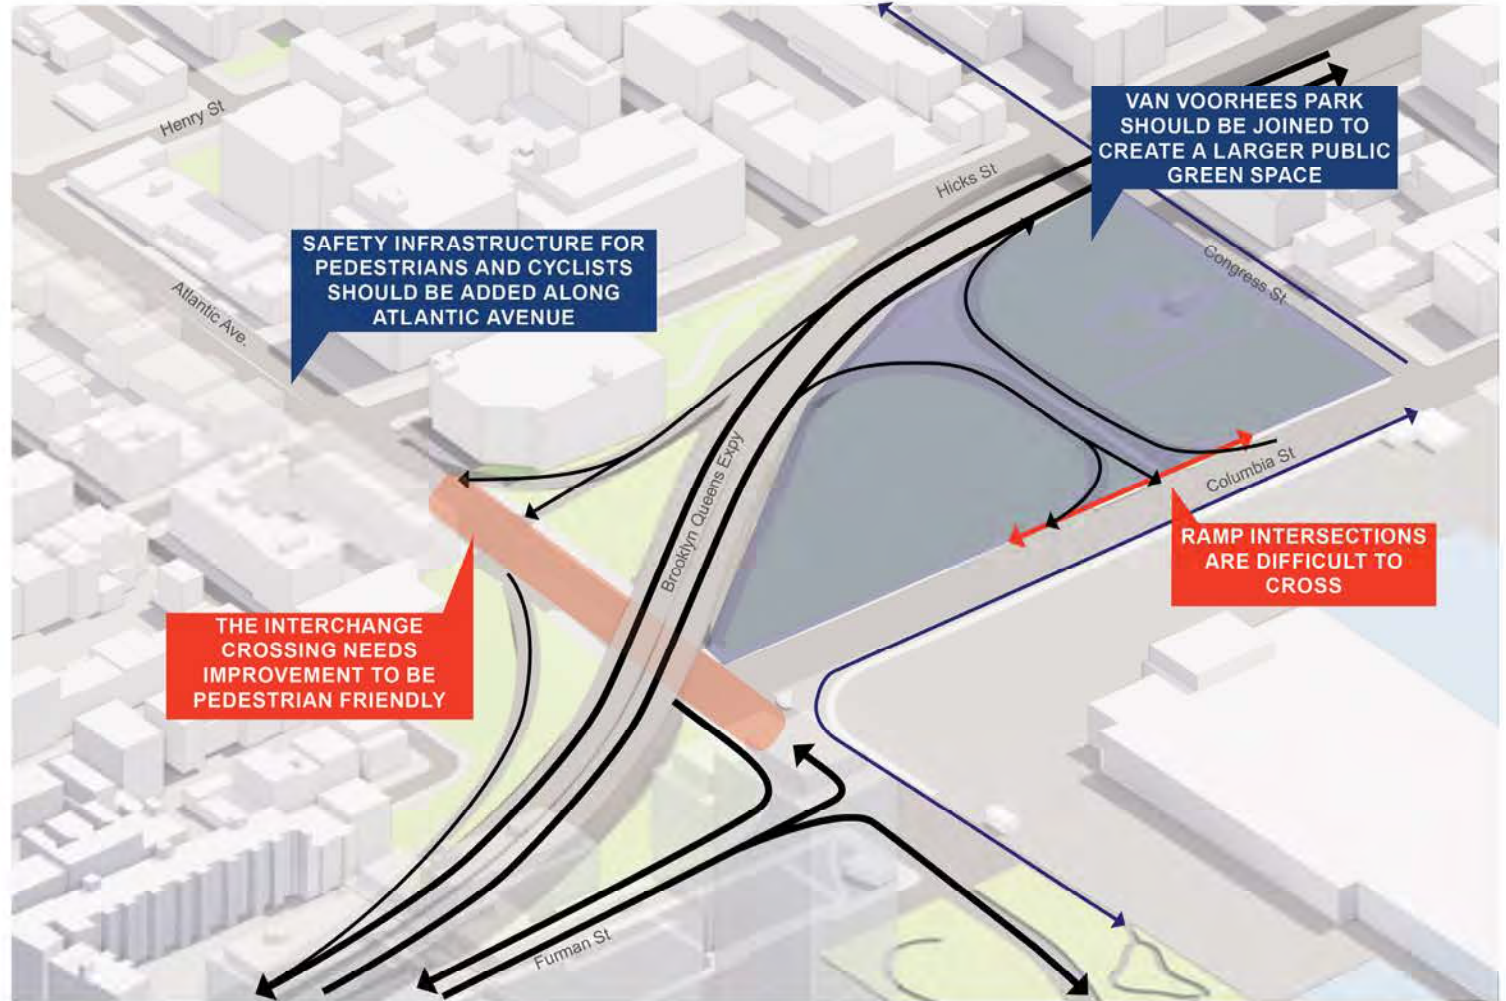 VAN VOORHEES PARK
SHOULD BE JOINED TO
CREATE A LARGER PUBLIC
GREEN SPACE
Henry St
Hicks St
SAFETY INFRASTRUCTURE FOR
PEDESTRIANS AND CYCLISTS
SHOULD BE ADDED ALONG
ATLANTIC AVENUE
Congress St
Atlantic Ave.
Brooklyn Queens Expy
Columbia St
RAMP INTERSECTIONS
ARE DIFFICULT TO
CROSS
THE INTERCHANGE
CROSSING NEEDS
IMPROVEMENT TO BE
PEDESTRIAN FRIENDLY
Furman St